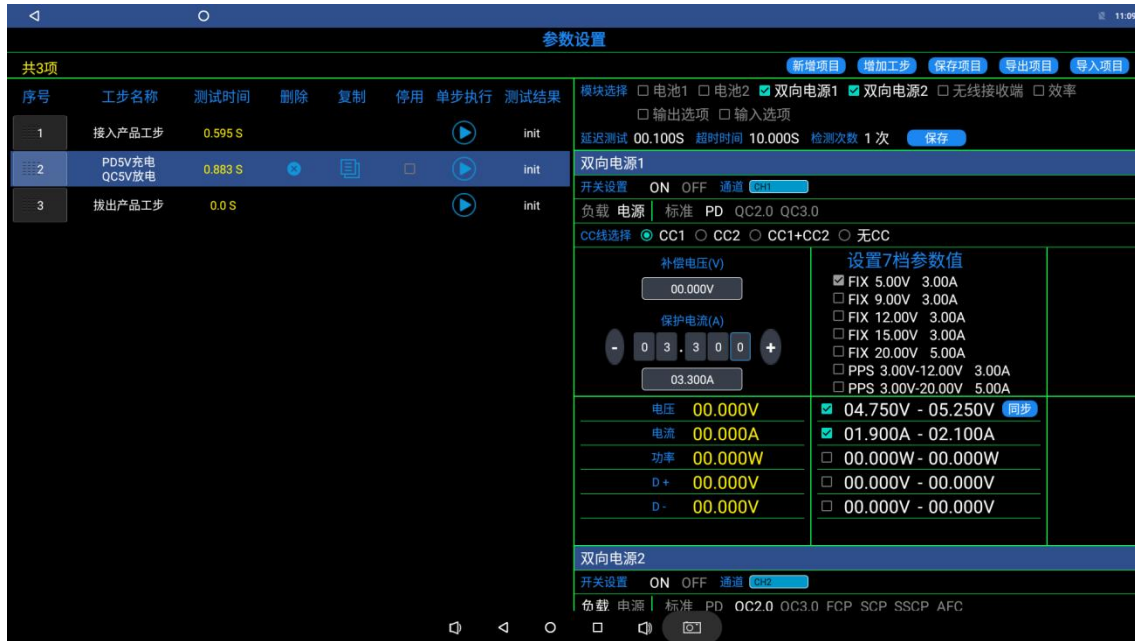 11:09
参数设置
共3项
新增项目 增加工步 保存项目 导出项目 导入项目
序号 工步名称 测试时间 删除 复制 停用 单步执行 测试结果
1 接入产品工步 0.595 S init
2 PD5V充电 QC5V放电 0.883 S init
3 拔出产品工步 0.0 S init
模块选择 电池1 电池2 双向电源1 双向电源2 无线接收端 效率
输出选项 输入选项
延迟测试 00.100S 超时时间 10.000S 检测次数 1 次 保存
双向电源1
开关设置 ON OFF 通道 CH1
负载 电源 标准 PD QC2.0 QC3.0
CC线选择 CC1 CC2 CC1+CC2 无CC
补偿电压(V)
00.000V
保护电流(A)
- 0 3 . 3 0 0 +
03.300A
设置7档参数值
FIX 5.00V 3.00A
FIX 9.00V 3.00A
FIX 12.00V 3.00A
FIX 15.00V 3.00A
FIX 20.00V 5.00A
PPS 3.00V-12.00V 3.00A
PPS 3.00V-20.00V 5.00A
电压 00.000V 04.750V - 05.250V 同步
电流 00.000A 01.900A - 02.100A
功率 00.000W 00.000W - 00.000W
D + 00.000V 00.000V - 00.000V
D - 00.000V 00.000V - 00.000V
双向电源2
开关设置 ON OFF 通道 CH2
负载 电源 标准 PD QC2.0 QC3.0 FCP SCP SSCP AFC